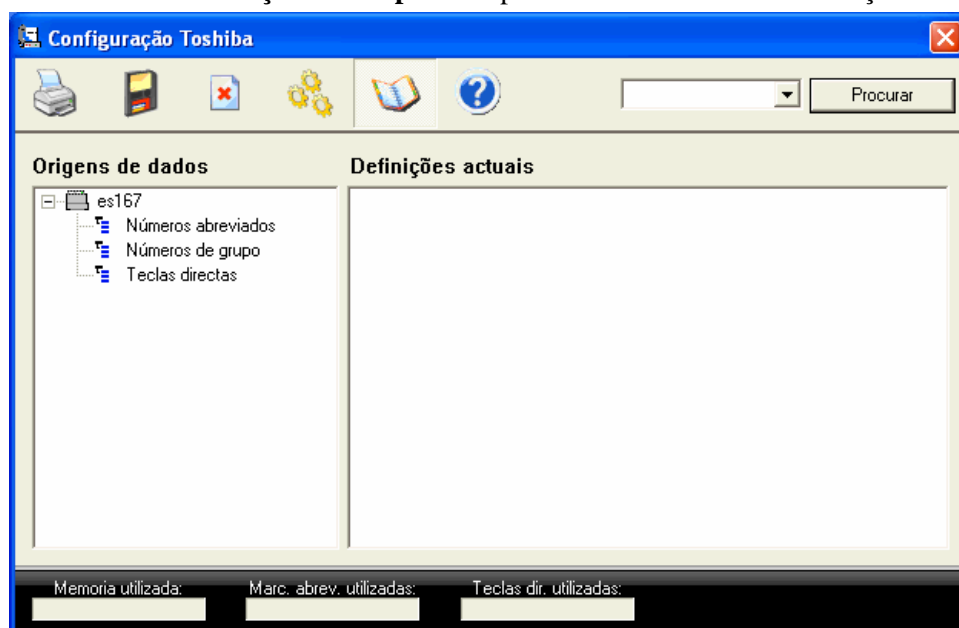 Configuração Toshiba
Procurar
Origens de dados
Definições actuais
es167
Números abreviados
Números de grupo
Teclas directas
Memoria utilizada:
Marc. abrev. utilizadas:
Teclas dir. utilizadas: